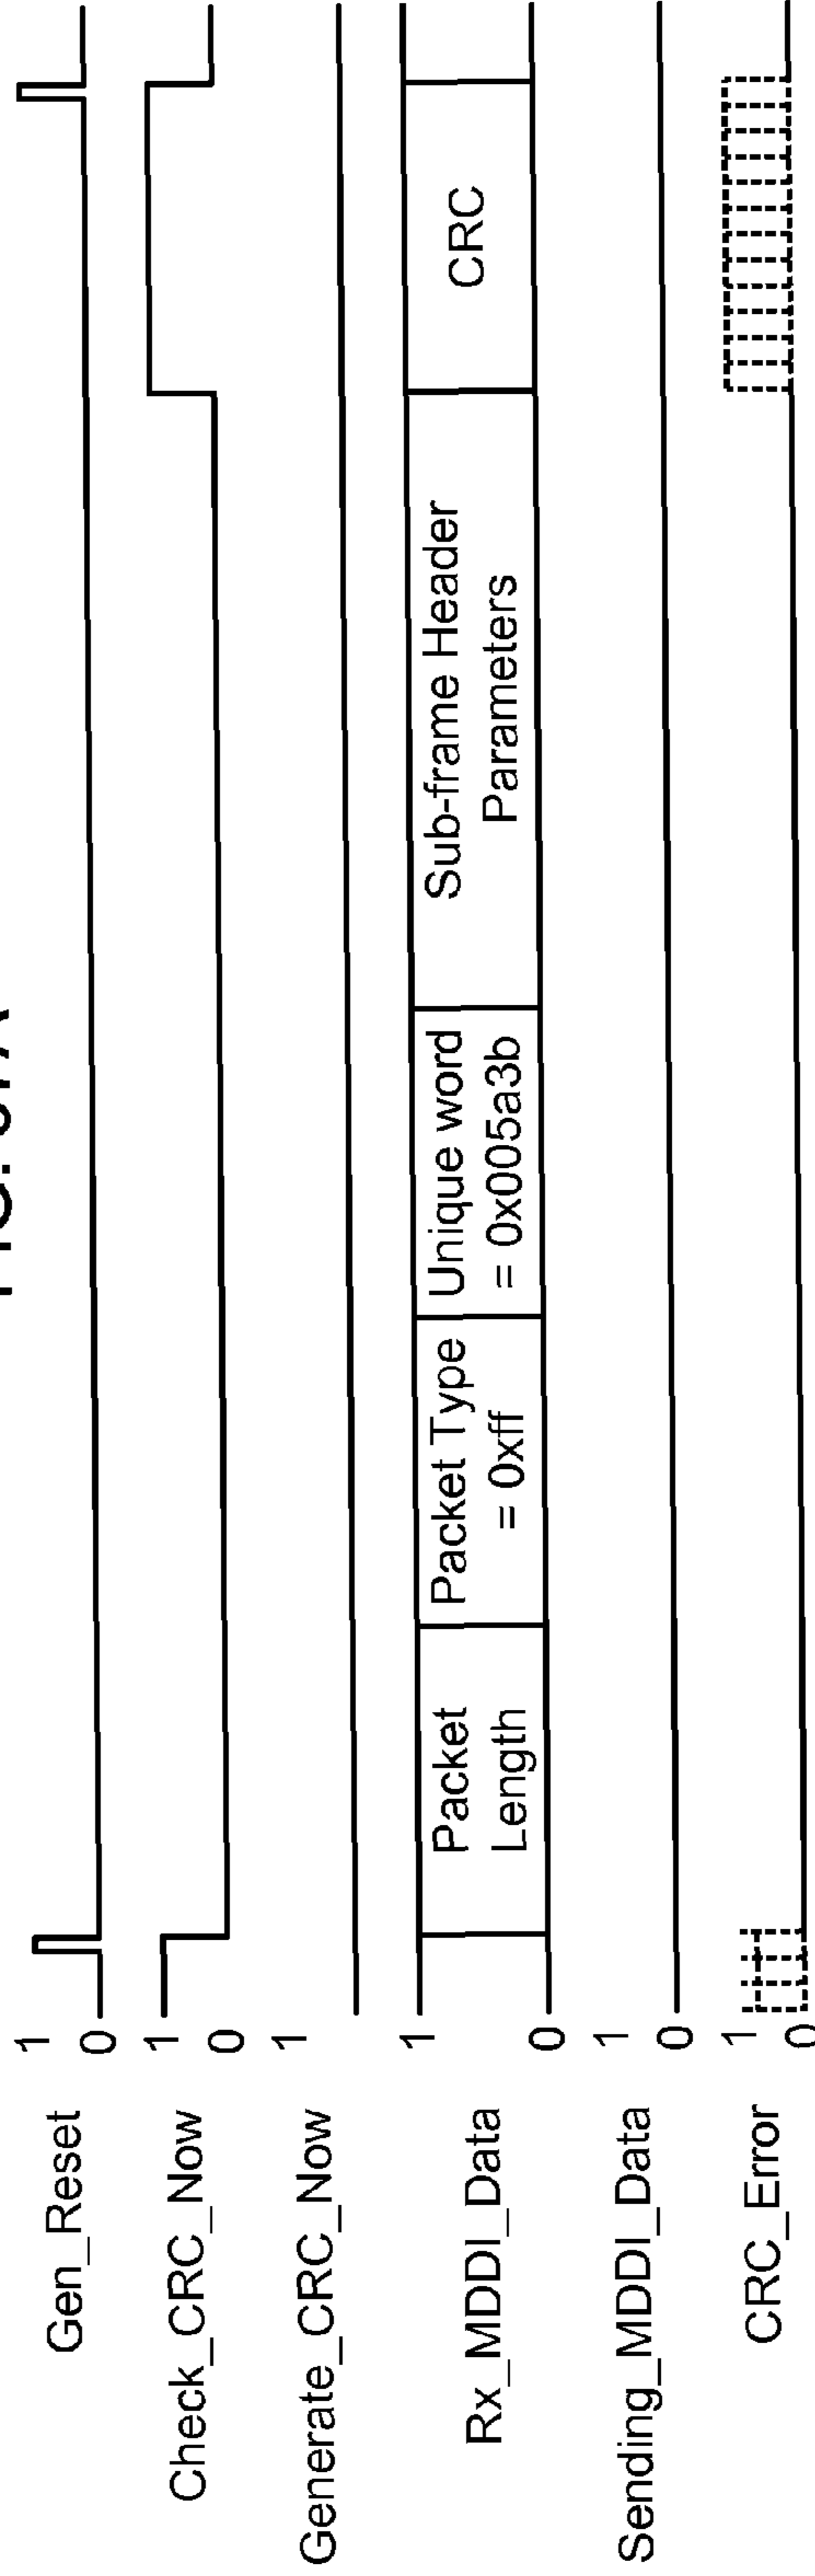 Gen_Reset
1
0
Check_CRC_Now
1
0
Generate_CRC_Now
1
Rx_MDDI_Data
1
0
Packet
Length
Packet Type
= 0xff
Unique word
= 0x005a3b
Sub-frame Header
Parameters
CRC
Sending_MDDI_Data
1
0
CRC_Error
1
0